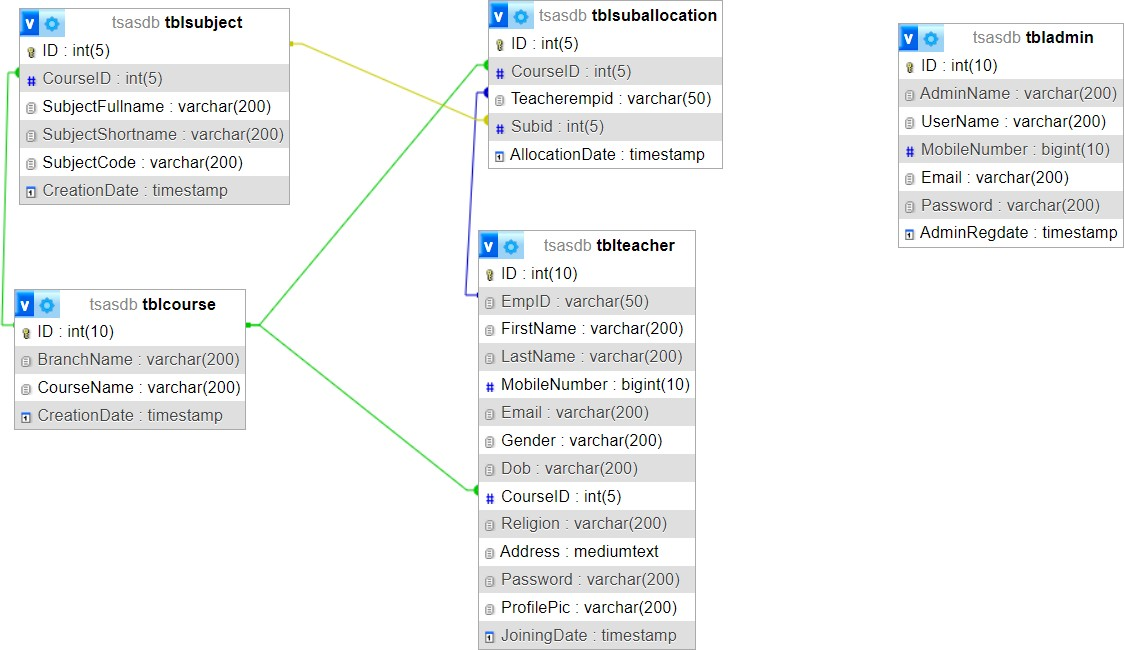 v tsasdb tblsubject
ID : int(5)
# CourseID : int(5)
SubjectFullname : varchar(200)
SubjectShortname : varchar(200)
SubjectCode : varchar(200)
CreationDate : timestamp
v tsasdb tblsuballocation
ID : int(5)
# CourseID : int(5)
Teacherempid : varchar(50)
# Subid : int(5)
AllocationDate : timestamp
v tsasdb tbladmin
ID : int(10)
AdminName : varchar(200)
UserName : varchar(200)
# MobileNumber : bigint(10)
Email : varchar(200)
Password : varchar(200)
AdminRegdate : timestamp
v tsasdb tblcourse
ID : int(10)
BranchName : varchar(200)
CourseName : varchar(200)
CreationDate : timestamp
v tsasdb tblteacher
ID : int(10)
EmpID : varchar(50)
FirstName : varchar(200)
LastName : varchar(200)
# MobileNumber : bigint(10)
Email : varchar(200)
Gender : varchar(200)
Dob : varchar(200)
# CourseID : int(5)
Religion : varchar(200)
Address : mediumtext
Password : varchar(200)
ProfilePic : varchar(200)
JoiningDate : timestamp